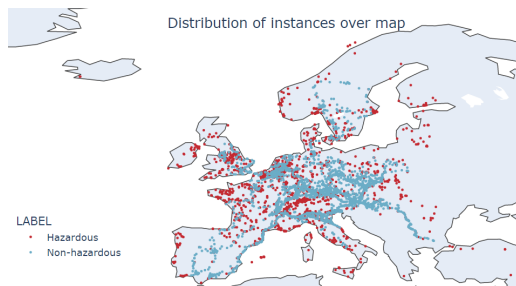 Distribution of instances over map
LABEL
Hazardous
Non-hazardous